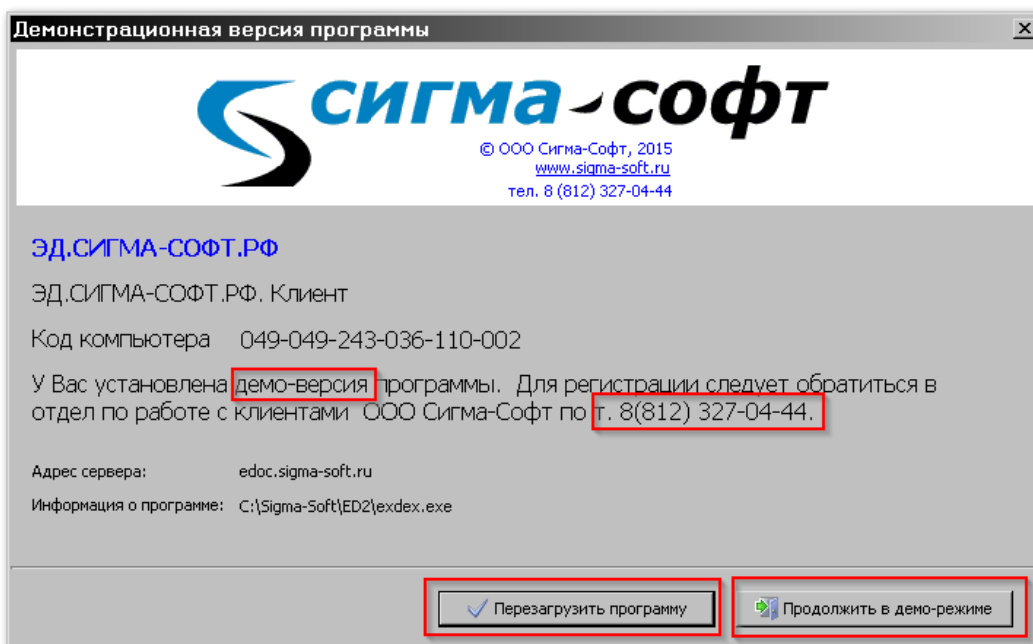 Демонстрационная версия программы
сигма-софт
© ООО Сигма-Софт, 2015
www.sigma-soft.ru
тел. 8 (812) 327-04-44
ЭД.СИГМА-СОФТ.РФ
ЭД.СИГМА-СОФТ.РФ. Клиент
Код компьютера 049-049-243-036-110-002
У Вас установлена демо-версия программы. Для регистрации следует обратиться в
отдел по работе с клиентами ООО Сигма-Софт по т. 8(812) 327-04-44.
Адрес сервера: edoc.sigma-soft.ru
Информация о программе: C:\Sigma-Soft\ED2\exdex.exe
Перезагрузить программу Продолжить в демо-режиме